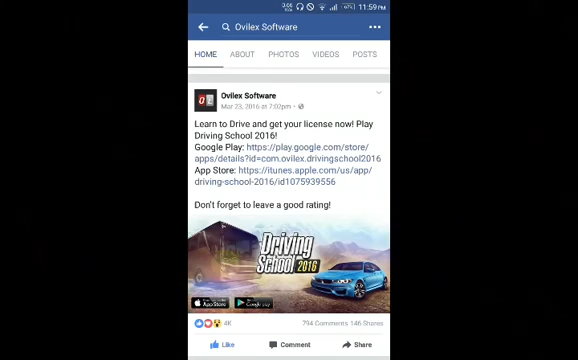 11:59PM
Ovilex Software
HOME ABOUT PHOTOS VIDEOS POSTS
Ovilex Software
Mar 23, 2016 at 7:02pm
Learn to Drive and get your license now! Play
Driving School 2016!
Google Play: https://play.google.com/store/
apps/details?id=com.ovilex.drivingschool2016
App Store: https://itunes.apple.com/us/app/
driving-school-2016/id1075939556
Don't forget to leave a good rating!
Driving
School 2016
App Store
Google play
4K
794 Comments 146 Shares
Like Comment Share